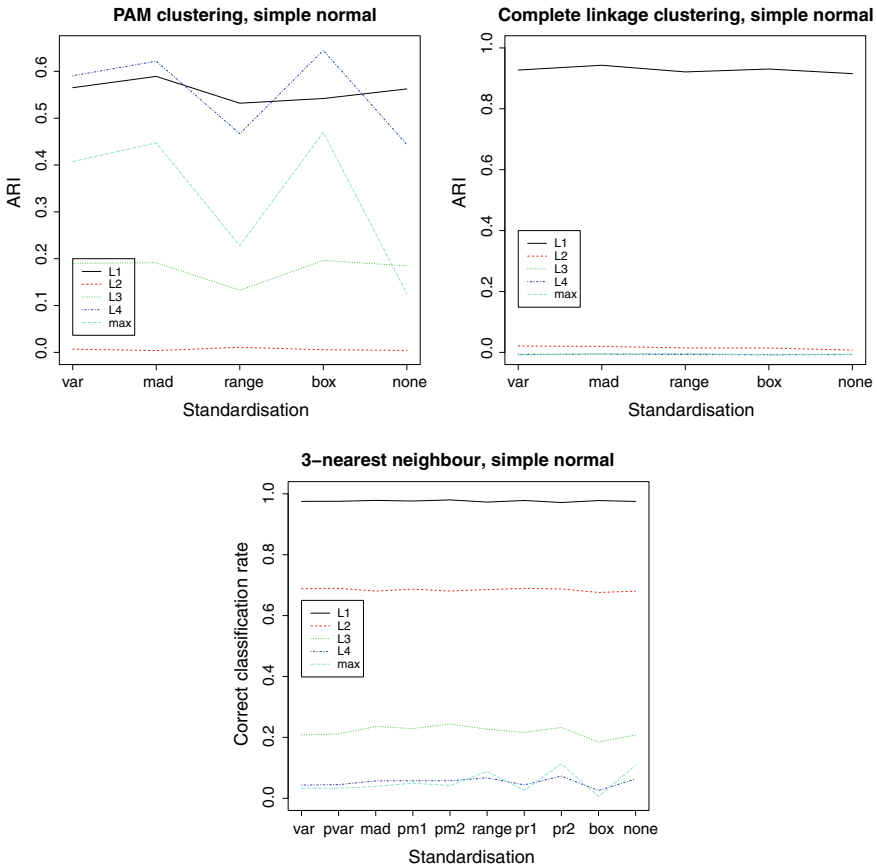 PAM clustering, simple normal
ARI
0.6
0.5
0.4
0.3
0.2
0.1
0.0
L1
L2
L3
L4
max
var mad range box none
Standardisation
Complete linkage clustering, simple normal
ARI
1.0
0.8
0.6
0.4
0.2
0.0
L1
L2
L3
L4
max
var mad range box none
Standardisation
3−nearest neighbour, simple normal
Correct classification rate
1.0
0.8
0.6
0.4
0.2
0.0
L1
L2
L3
L4
max
var pvar mad pm1 pm2 range pr1 pr2 box none
Standardisation